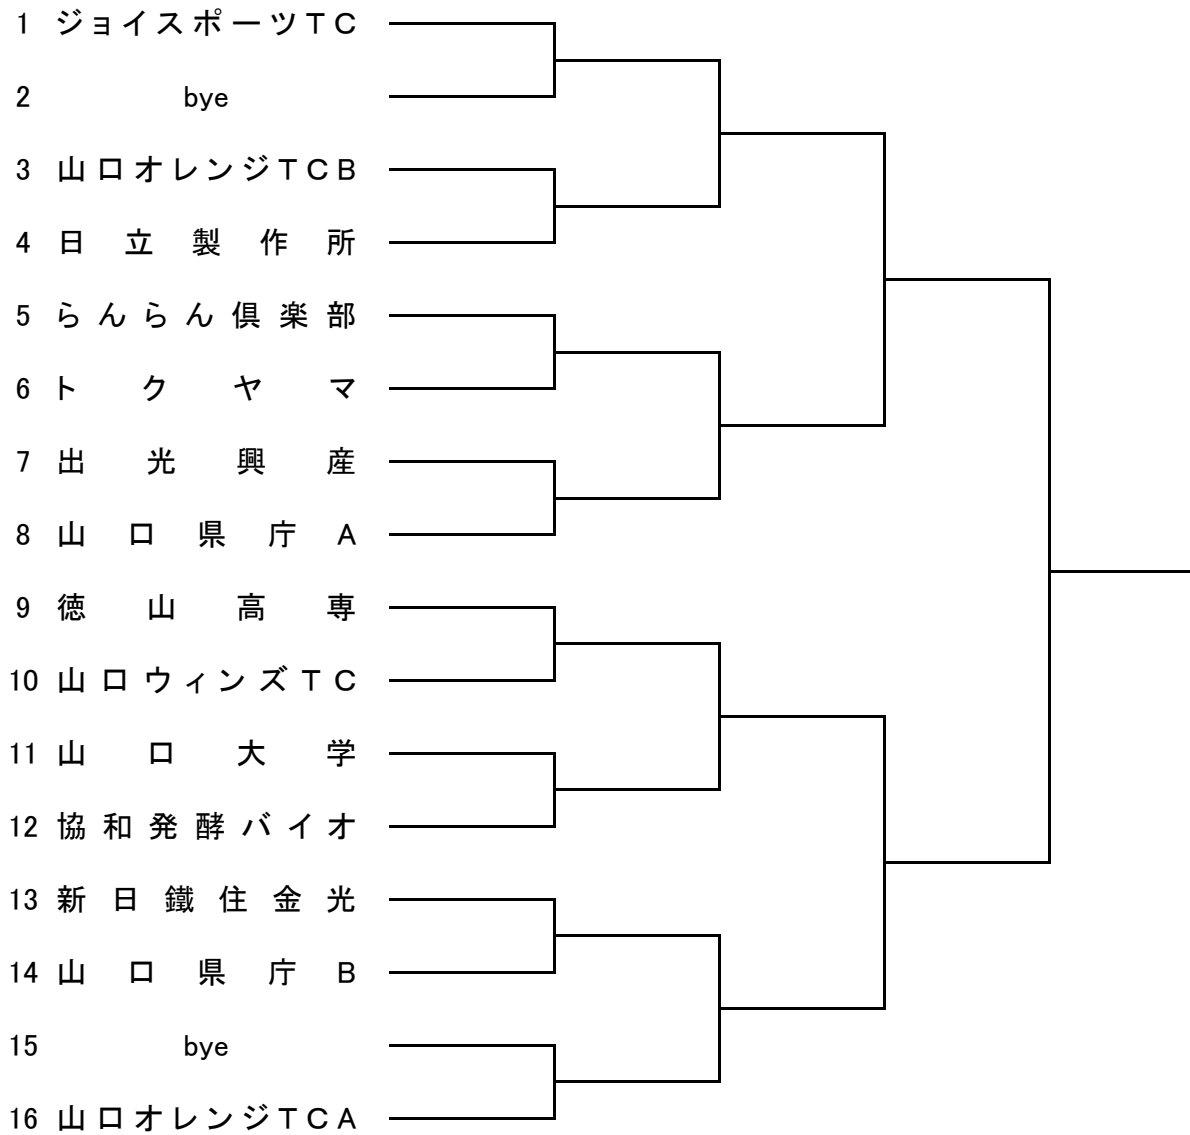 1 ジョイスポーツTC
2 bye
3 山口オレンジTCB
4 日立製作所
5 らんらん倶楽部
6 トクヤマ
7 出光興産
8 山口県庁A
9 徳山高専
10 山口ウィンズTC
11 山口大学
12 協和発酵バイオ
13 新日鐵住金光
14 山口県庁B
15 bye
16 山口オレンジTCA